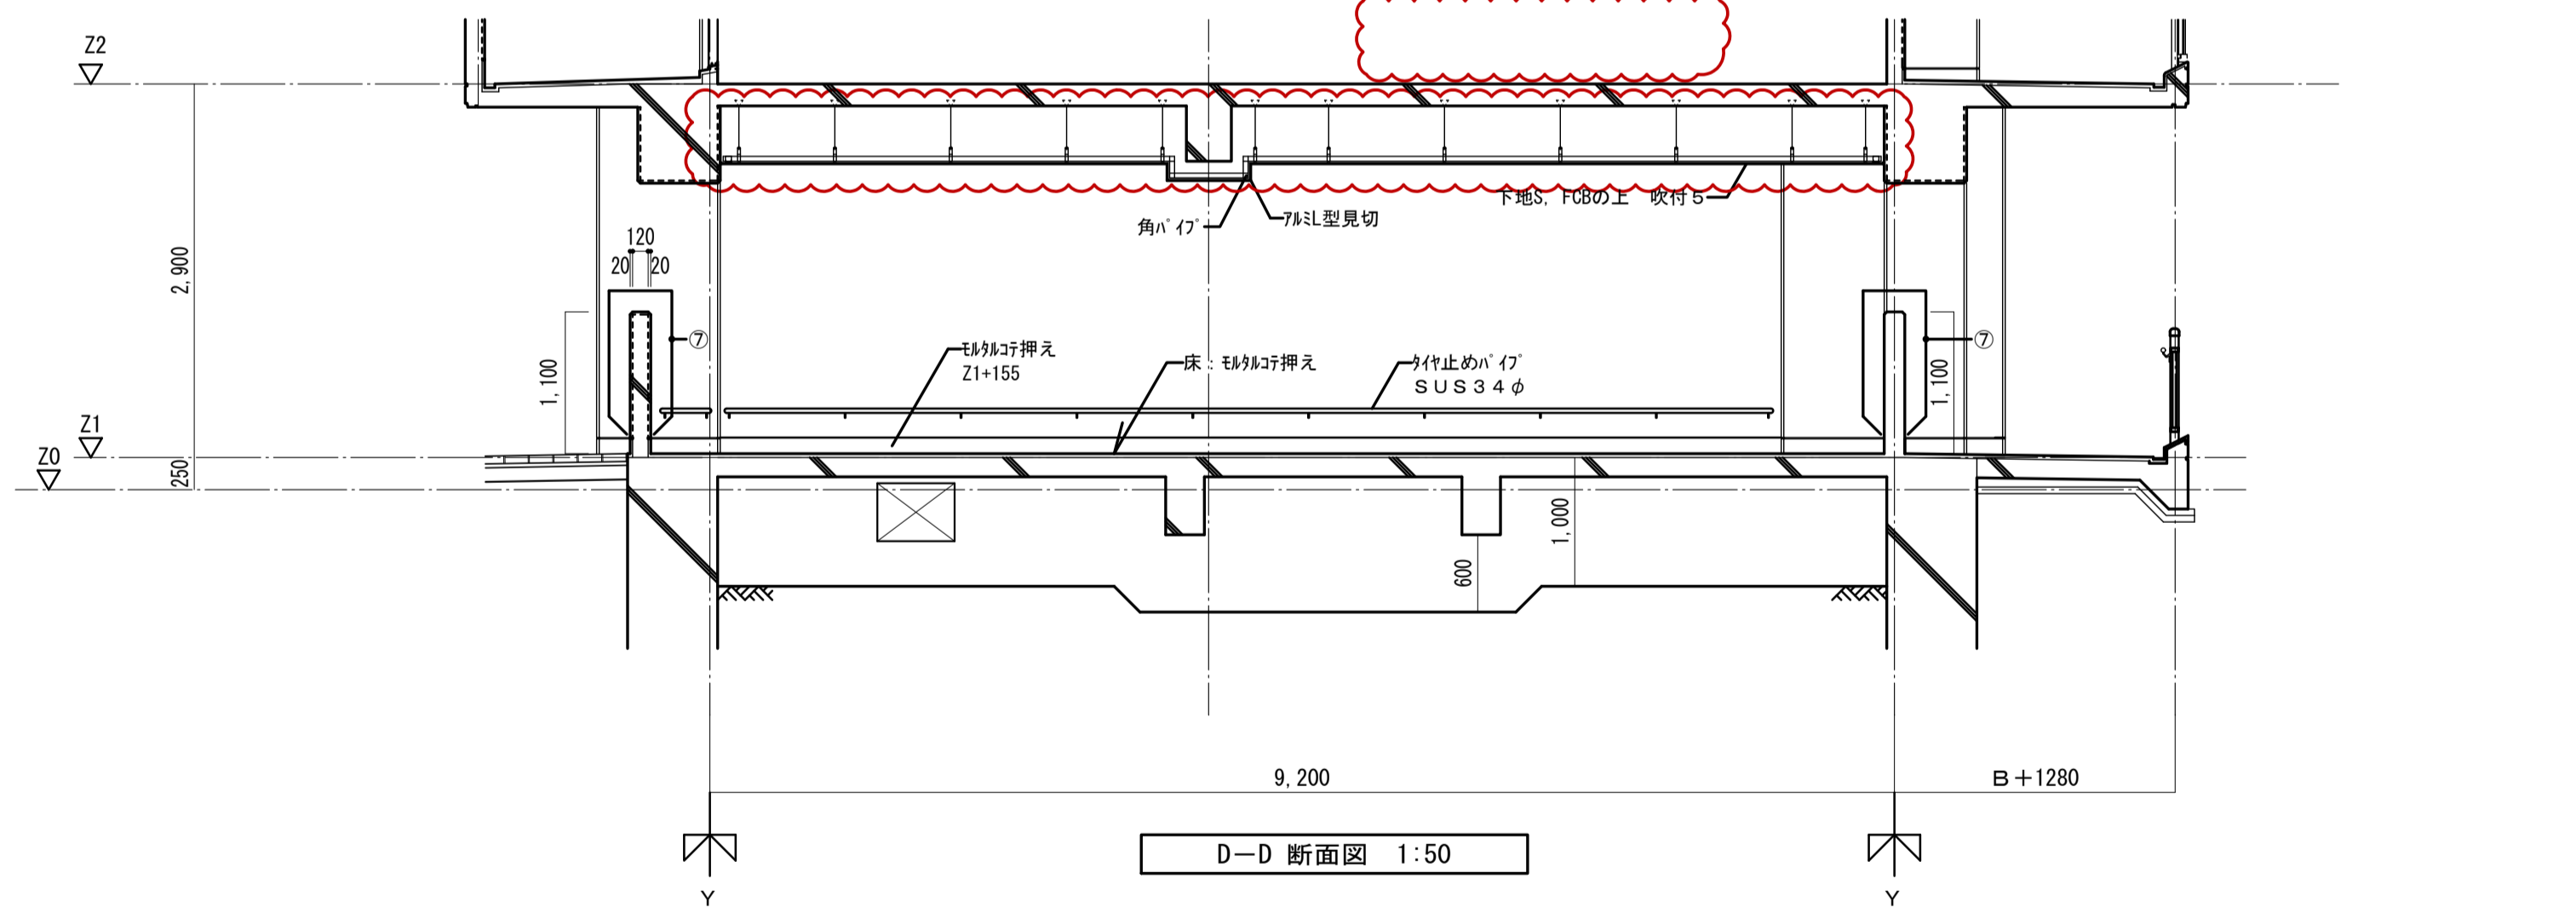 Z2
2,900
120
20
20
1,100
⑦
Z1
Z0
250
角ﾊﾟｲﾌﾟ
ｱﾙﾐL型見切
下地S, FCBの上　吹付５
ﾓﾙﾀﾙｺﾃ押え
Z1+155
床：ﾓﾙﾀﾙｺﾃ押え
ﾀｲﾔ止めﾊﾟｲﾌﾟ
ＳＵＳ３４φ
⑦
1,100
1,000
600
9,200
Ｂ＋1280
D－D 断面図　1:50
Y
Y